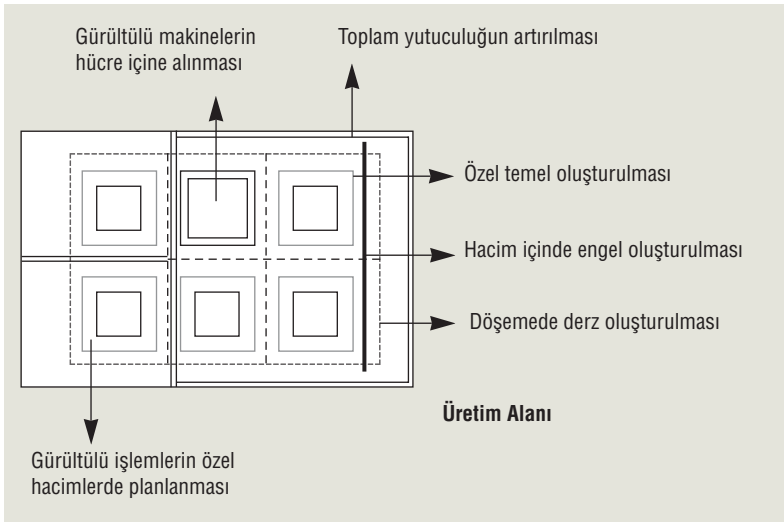 Gürültülü makinelerin
hücre içine alınması
Toplam yutuculuğun artırılması
Özel temel oluşturulması
Hacim içinde engel oluşturulması
Döşemede derz oluşturulması
Üretim Alanı
Gürültülü işlemlerin özel
hacimlerde planlanması